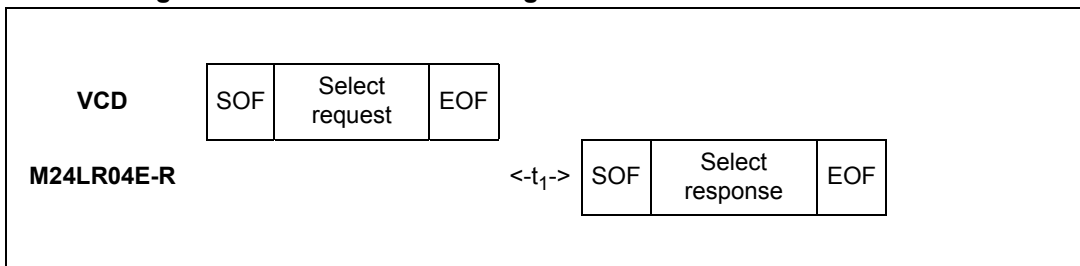 VCD
SOF
Select
request
EOF
M24LR04E-R
<-t1->
SOF
Select
response
EOF